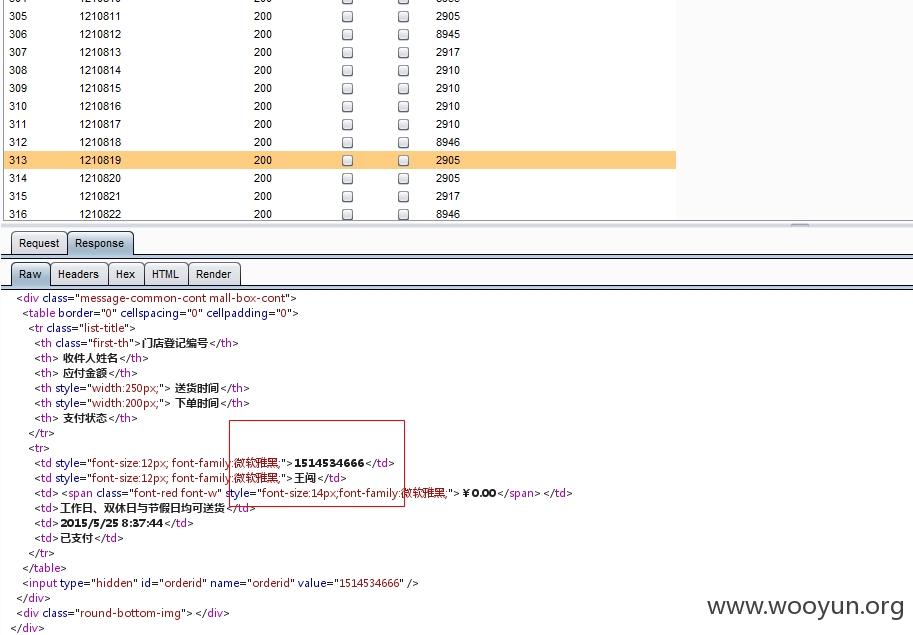 305 1210811 200 2905
306 1210812 200 8945
307 1210813 200 2917
308 1210814 200 2910
309 1210815 200 2910
310 1210816 200 2910
311 1210817 200 2910
312 1210818 200 8946
313 1210819 200 2905
314 1210820 200 2905
315 1210821 200 2917
316 1210822 200 8946
Request Response
Raw Headers Hex HTML Render
<div class="message-common-cont mall-box-cont">
<table border="0" cellspacing="0" cellpadding="0">
<tr class="list-title">
<th class="first-th">门店登记编号</th>
<th> 收件人姓名</th>
<th> 应付金额</th>
<th style="width:250px;"> 送货时间</th>
<th style="width:200px;"> 下单时间</th>
<th> 支付状态</th>
</tr>
<tr>
<td style="font-size:12px; font-family:微软雅黑;">1514534666</td>
<td style="font-size:12px; font-family:微软雅黑;">王闯</td>
<td> <span class="font-red font-w" style="font-size:14px;font-family:微软雅黑;">￥0.00</span> </td>
<td>工作日、双休日与节假日均可送货</td>
<td>2015/5/25 8:37:44</td>
<td>已支付</td>
</tr>
</table>
<input type="hidden" id="orderid" name="orderid" value="1514534666" />
</div>
<div class="round-bottom-img"> </div>
</div>
www.wooyun.org